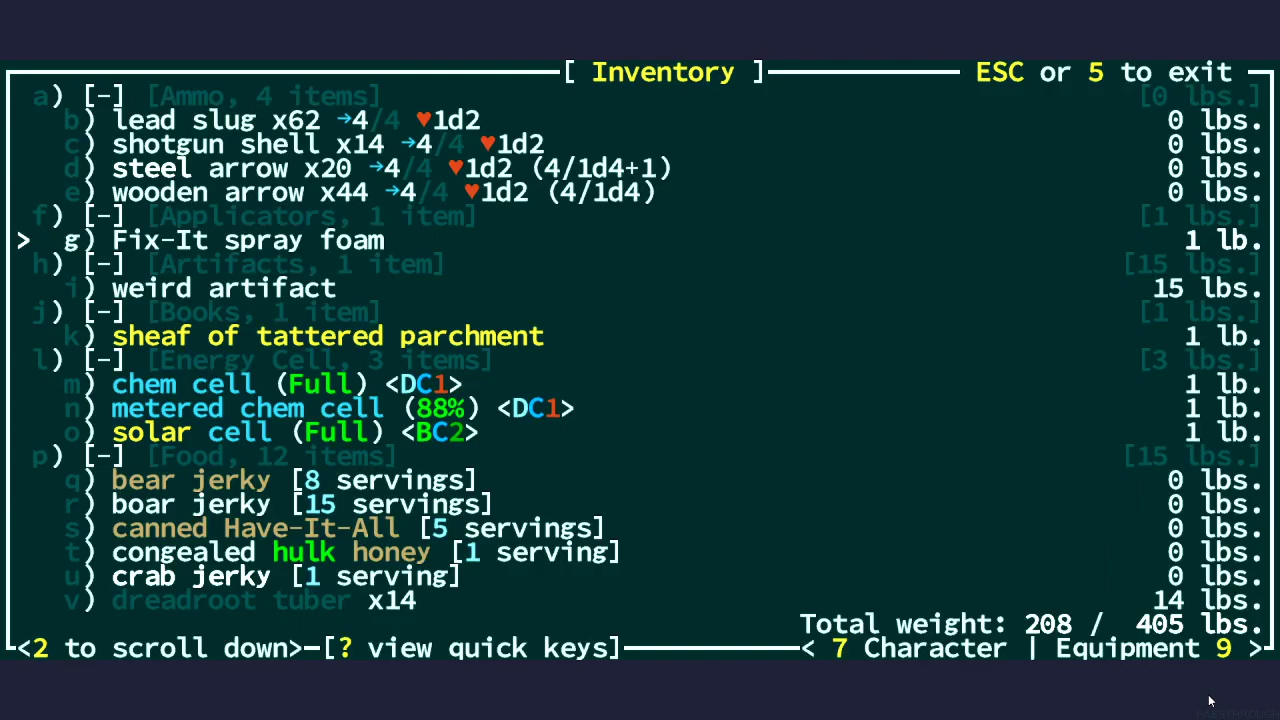 [ Inventory ] ESC or 5 to exit
a) [-] [Ammo, 4 items] [0 lbs.]
b) lead slug x62 →4/4 ♥1d2 0 lbs.
c) shotgun shell x14 →4/4 ♥1d2 0 lbs.
d) steel arrow x20 →4/4 ♥1d2 (4/1d4+1) 0 lbs.
e) wooden arrow x44 →4/4 ♥1d2 (4/1d4) 0 lbs.
f) [-] [Applicators, 1 item] [1 lbs.]
> g) Fix-It spray foam 1 lb.
h) [-] [Artifacts, 1 item] [15 lbs.]
i) weird artifact 15 lbs.
j) [-] [Books, 1 item] [1 lbs.]
k) sheaf of tattered parchment 1 lb.
l) [-] [Energy Cell, 3 items] [3 lbs.]
m) chem cell (Full) <DC1> 1 lb.
n) metered chem cell (88%) <DC1> 1 lb.
o) solar cell (Full) <BC2> 1 lb.
p) [-] [Food, 12 items] [15 lbs.]
q) bear jerky [8 servings] 0 lbs.
r) boar jerky [15 servings] 0 lbs.
s) canned Have-It-All [5 servings] 0 lbs.
t) congealed hulk honey [1 serving] 0 lbs.
u) crab jerky [1 serving] 0 lbs.
v) dreadroot tuber x14 14 lbs.
Total weight: 208 / 405 lbs.
<2 to scroll down> [? view quick keys] < 7 Character | Equipment 9 >